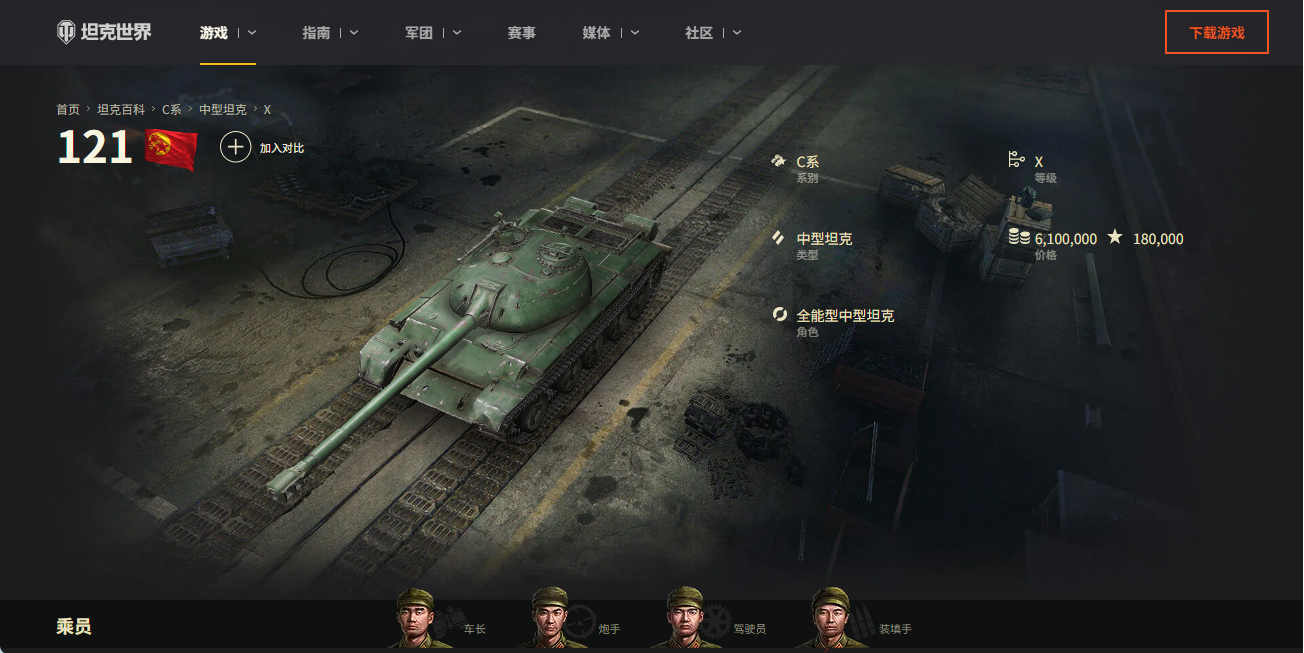 坦克世界 游戏 指南 军团 赛事 媒体 社区 下载游戏
首页 › 坦克百科 › C系 › 中型坦克 › X
121 加入对比
C系 X
系别 等级
中型坦克 6,100,000 180,000
类型 价格
全能型中型坦克
角色
乘员 车长 炮手 驾驶员 装填手